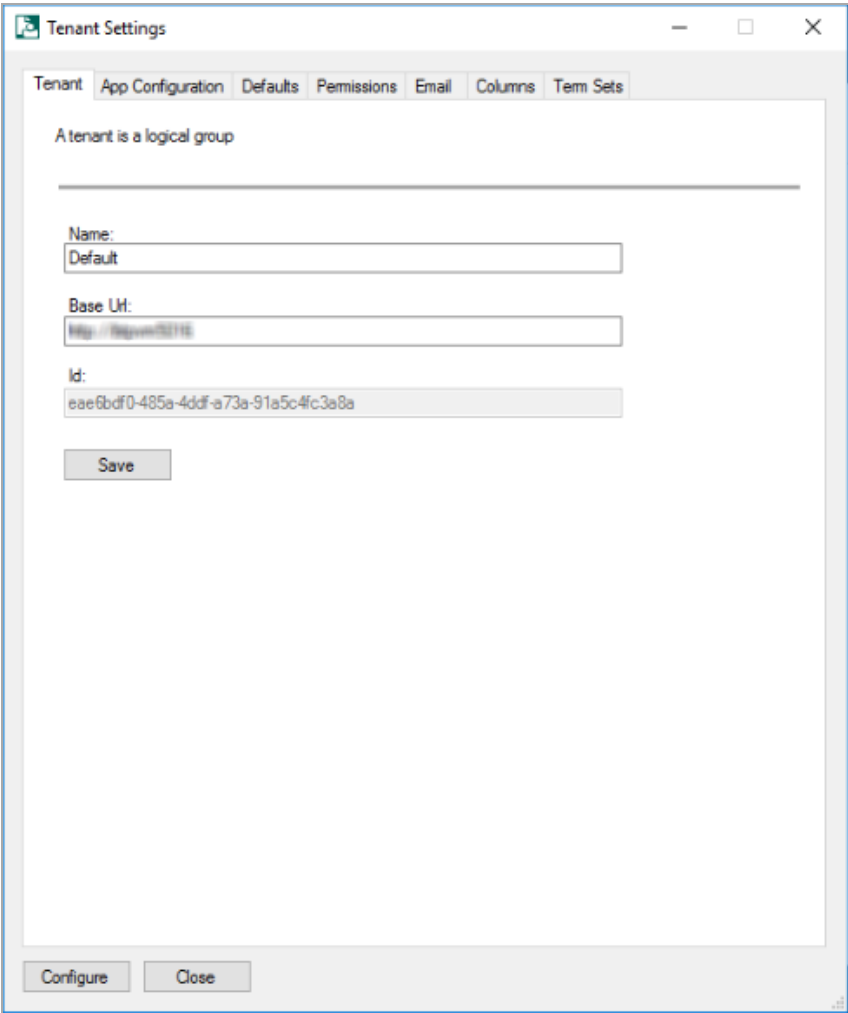 Tenant Settings
Tenant App Configuration Defaults Permissions Email Columns Term Sets
A tenant is a logical group
Name:
Default
Base Url:
Id:
eae6bdf0-485a-4ddf-a73a-91a5c4fc3a8a
Save
Configure Close